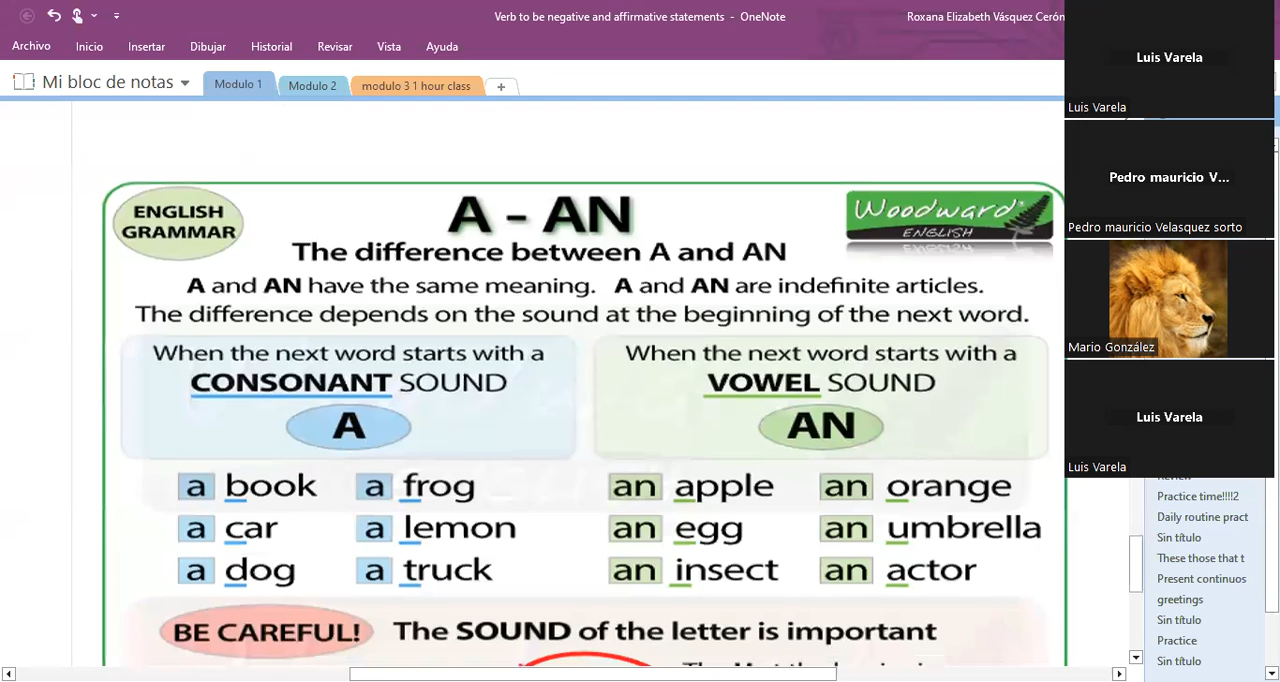 Verb to be negative and affirmative statements - OneNote
Roxana Elizabeth Vásquez Cerón
Archivo Inicio Insertar Dibujar Historial Revisar Vista Ayuda
Mi bloc de notas Modulo 1 Modulo 2 modulo 3 1 hour class +
ENGLISH GRAMMAR
A - AN
Woodward®
ENGLISH
The difference between A and AN
A and AN have the same meaning. A and AN are indefinite articles.
The difference depends on the sound at the beginning of the next word.
When the next word starts with a
CONSONANT SOUND
A
When the next word starts with a
VOWEL SOUND
AN
a book a frog an apple an orange
a car a lemon an egg an umbrella
a dog a truck an insect an actor
BE CAREFUL! The SOUND of the letter is important
Luis Varela
Luis Varela
Pedro mauricio V...
Pedro mauricio Velasquez sorto
Mario González
Luis Varela
Luis Varela
Practice time!!!!2
Daily routine pract
Sin título
These those that t
Present continuos
greetings
Sin título
Practice
Sin título